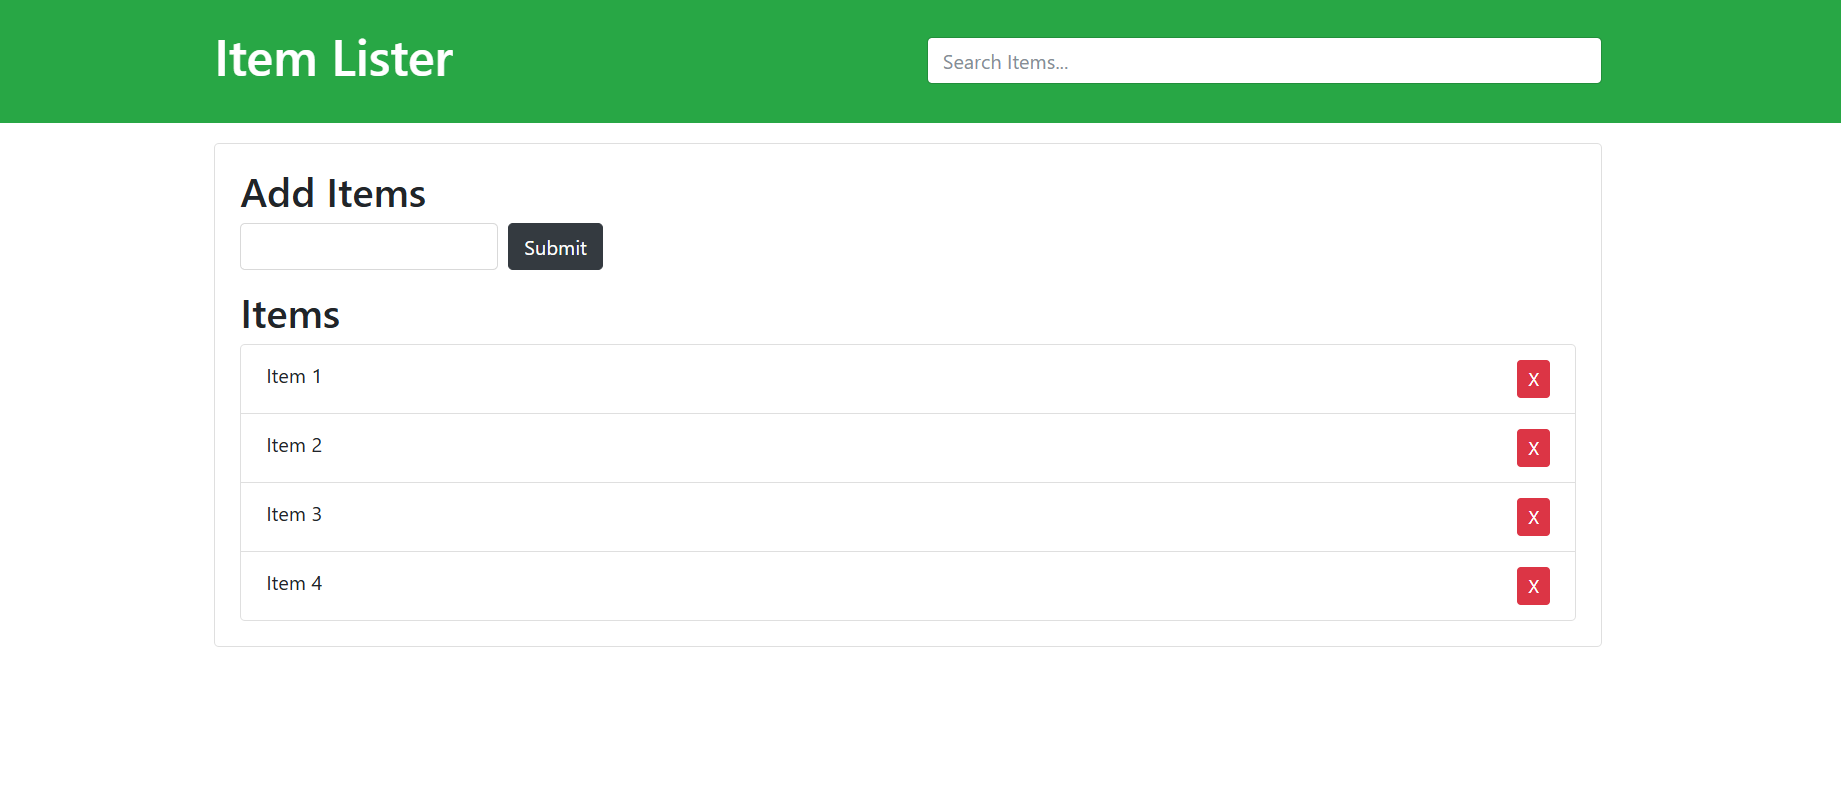 Item Lister
Search Items...
Add Items
Submit
Items
Item 1 X
Item 2 X
Item 3 X
Item 4 X